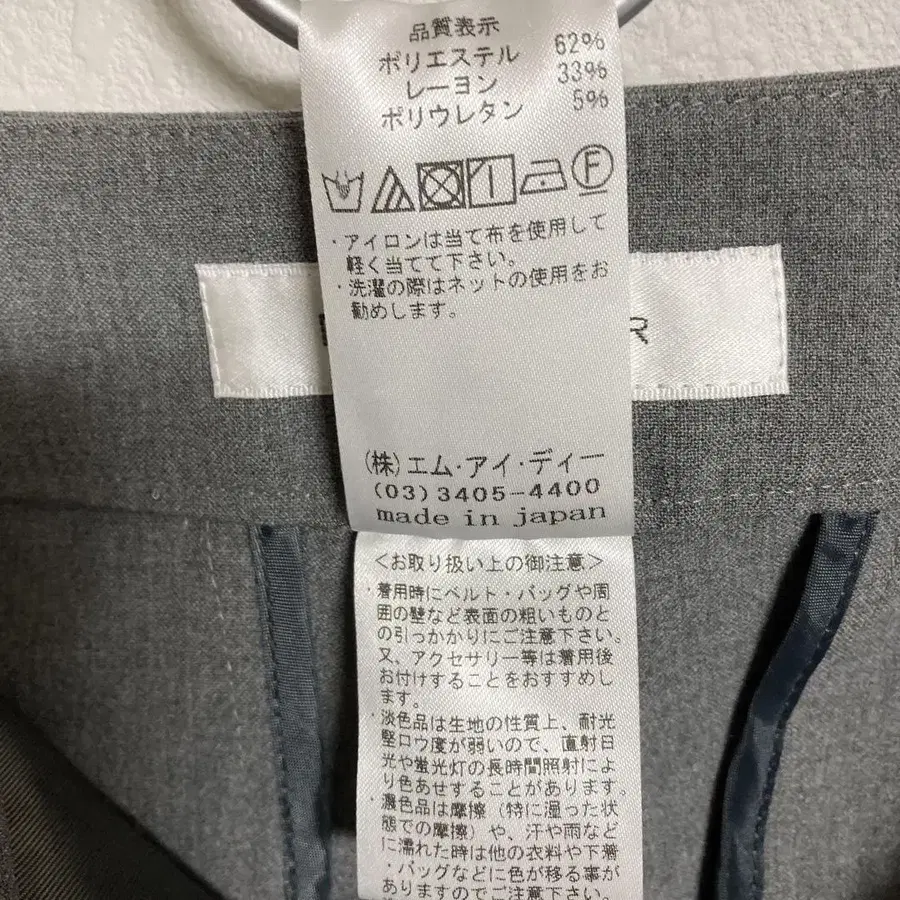 品質表示
ポリエステル 62%
レーヨン 33%
ポリウレタン 5%
F
・アイロンは当て布を使用して
軽く当てて下さい。
・洗濯の際はネットの使用をお
勧めします。
R
(株)エム・アイ・ディー
(03)3405-4400
made in japan
<お取り扱い上の御注意>
・着用時にベルト・バッグや周
囲の壁など表面の粗いものと
の引っかかりにご注意下さい。
又、アクセサリー等は着用後
お付けすることをおすすめし
ます。
・淡色品は生地の性質上、耐光
堅ロウ度が弱いので、直射日
光や蛍光灯の長時間照射によ
り色あせすることがあります。
・濃色品は摩擦(特に湿った状
態での摩擦)や、汗や雨など
に濡れた時は他の衣料や下着
・バッグなどに色が移る事が
ありますのでご注意下さい。